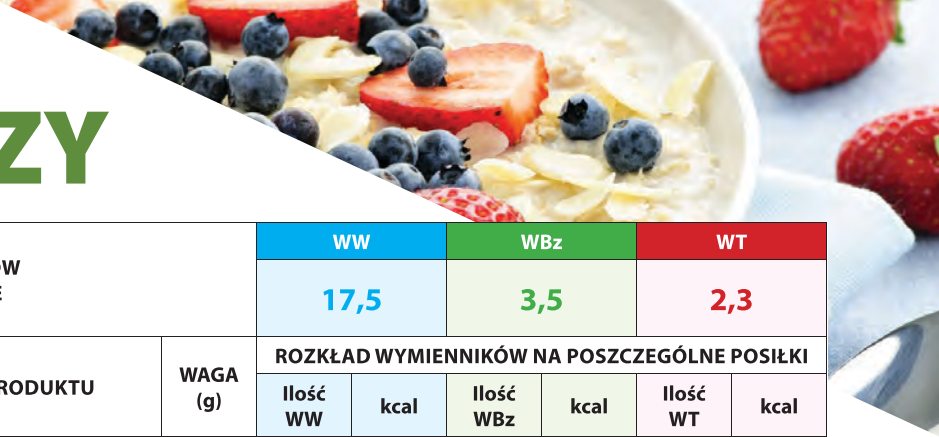 ZY
WW WBz WT
17,5 3,5 2,3
ROZKŁAD WYMIENNIKÓW NA POSZCZEGÓLNE POSIŁKI
RODUKTU
WAGA
(g)
Ilość
WW
kcal
Ilość
WBz
kcal
Ilość
WT
kcal